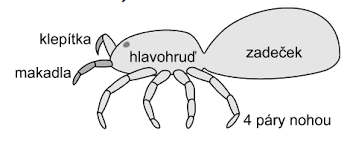 klepítka
hlavohruď
zadeček
makadla
4 páry nohou